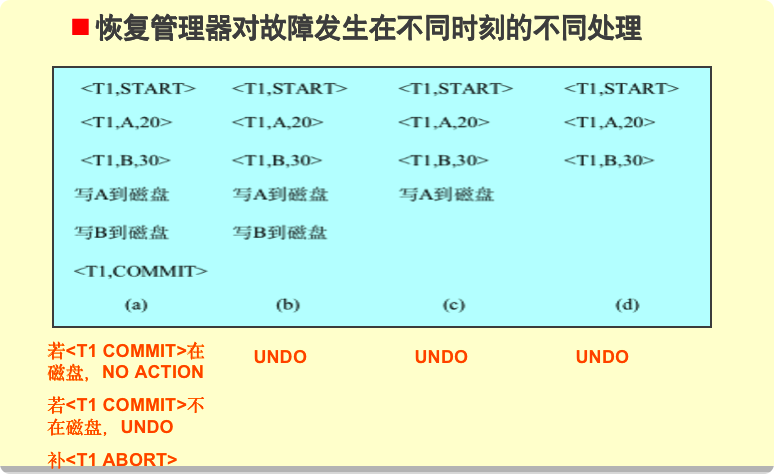 恢复管理器对故障发生在不同时刻的不同处理
<T1,START> <T1,START> <T1,START> <T1,START>
<T1,A,20> <T1,A,20> <T1,A,20> <T1,A,20>
<T1,B,30> <T1,B,30> <T1,B,30> <T1,B,30>
写A到磁盘 写A到磁盘 写A到磁盘
写B到磁盘 写B到磁盘
<T1,COMMIT>
(a) (b) (c) (d)
若<T1 COMMIT>在
磁盘，NO ACTION
UNDO UNDO UNDO
若<T1 COMMIT>不
在磁盘，UNDO
补<T1 ABORT>